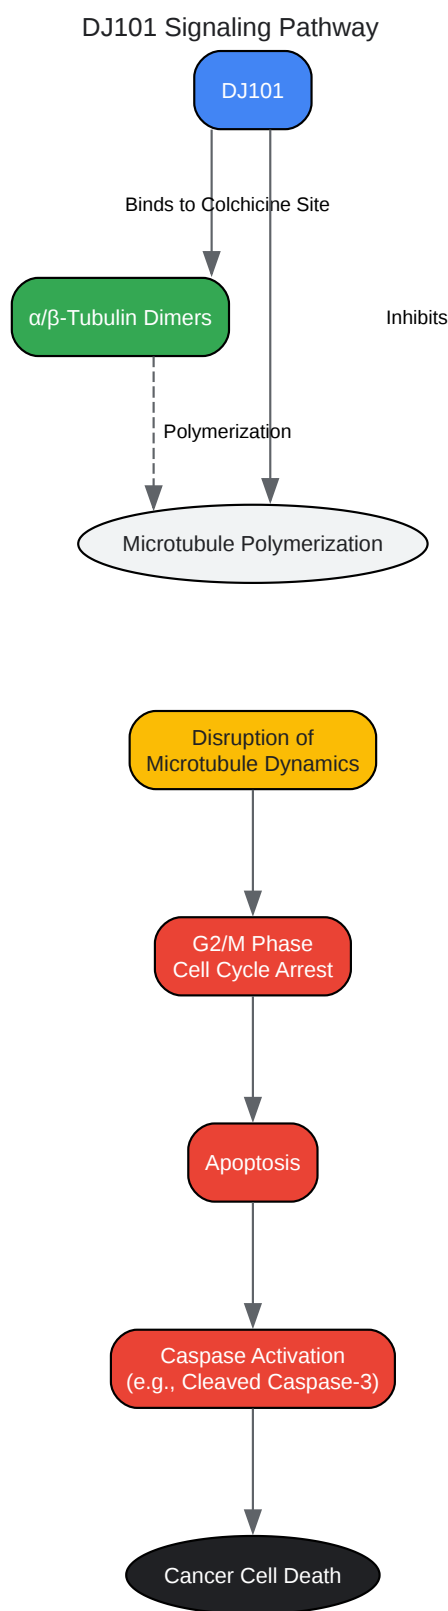 DJ101 Signaling Pathway
DJ101
Binds to Colchicine Site
α/β-Tubulin Dimers
Inhibits
Polymerization
Microtubule Polymerization
Disruption of
Microtubule Dynamics
G2/M Phase
Cell Cycle Arrest
Apoptosis
Caspase Activation
(e.g., Cleaved Caspase-3)
Cancer Cell Death